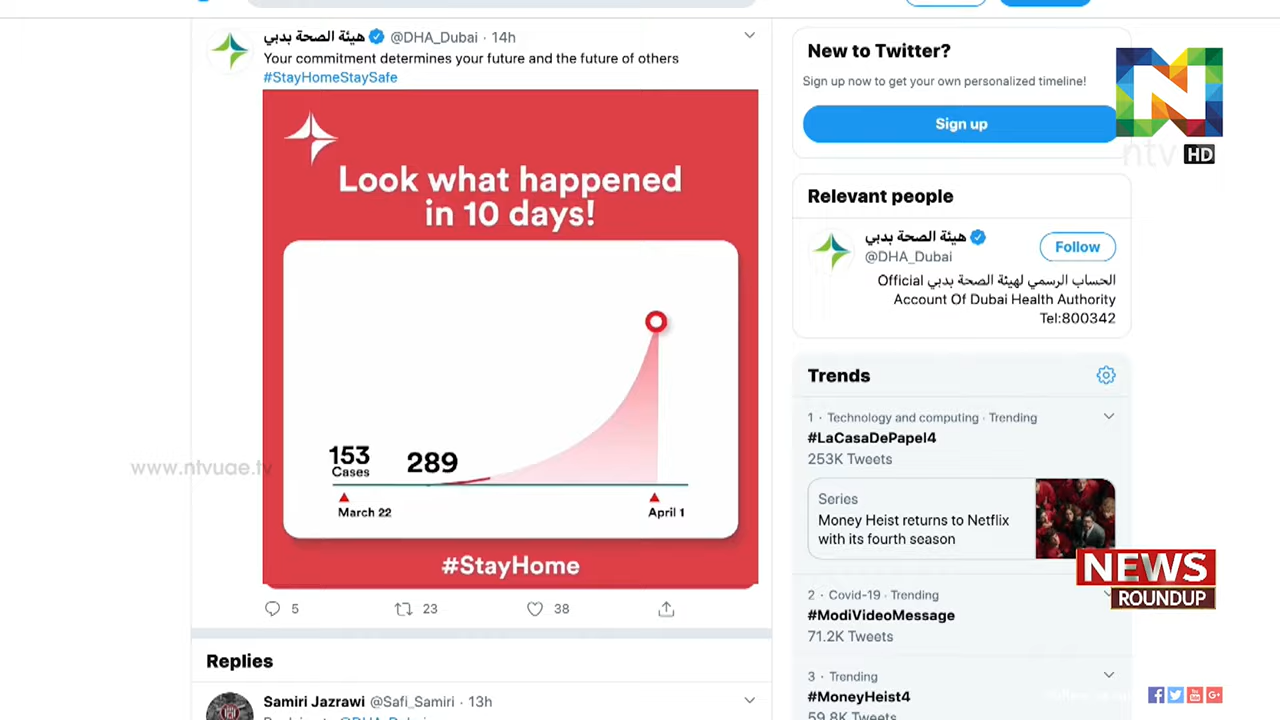 هيئة الصحة بدبي @DHA_Dubai · 14h
Your commitment determines your future and the future of others
#StayHomeStaySafe
Look what happened
in 10 days!
153
Cases
289
March 22
April 1
#StayHome
5
23
38
Replies
Samiri Jazrawi @Safi_Samiri · 13h
New to Twitter?
Sign up now to get your own personalized timeline!
Sign up
Relevant people
هيئة الصحة بدبي
@DHA_Dubai
Follow
الحساب الرسمي لهيئة الصحة بدبي Official
Account Of Dubai Health Authority
Tel:800342
Trends
1 · Technology and computing · Trending
#LaCasaDePapel4
253K Tweets
Series
Money Heist returns to Netflix
with its fourth season
2 · Covid-19 · Trending
#ModiVideoMessage
71.2K Tweets
3 · Trending
#MoneyHeist4
59.8K Tweets
N
ntv HD
www.ntvuae.tv
NEWS
ROUNDUP